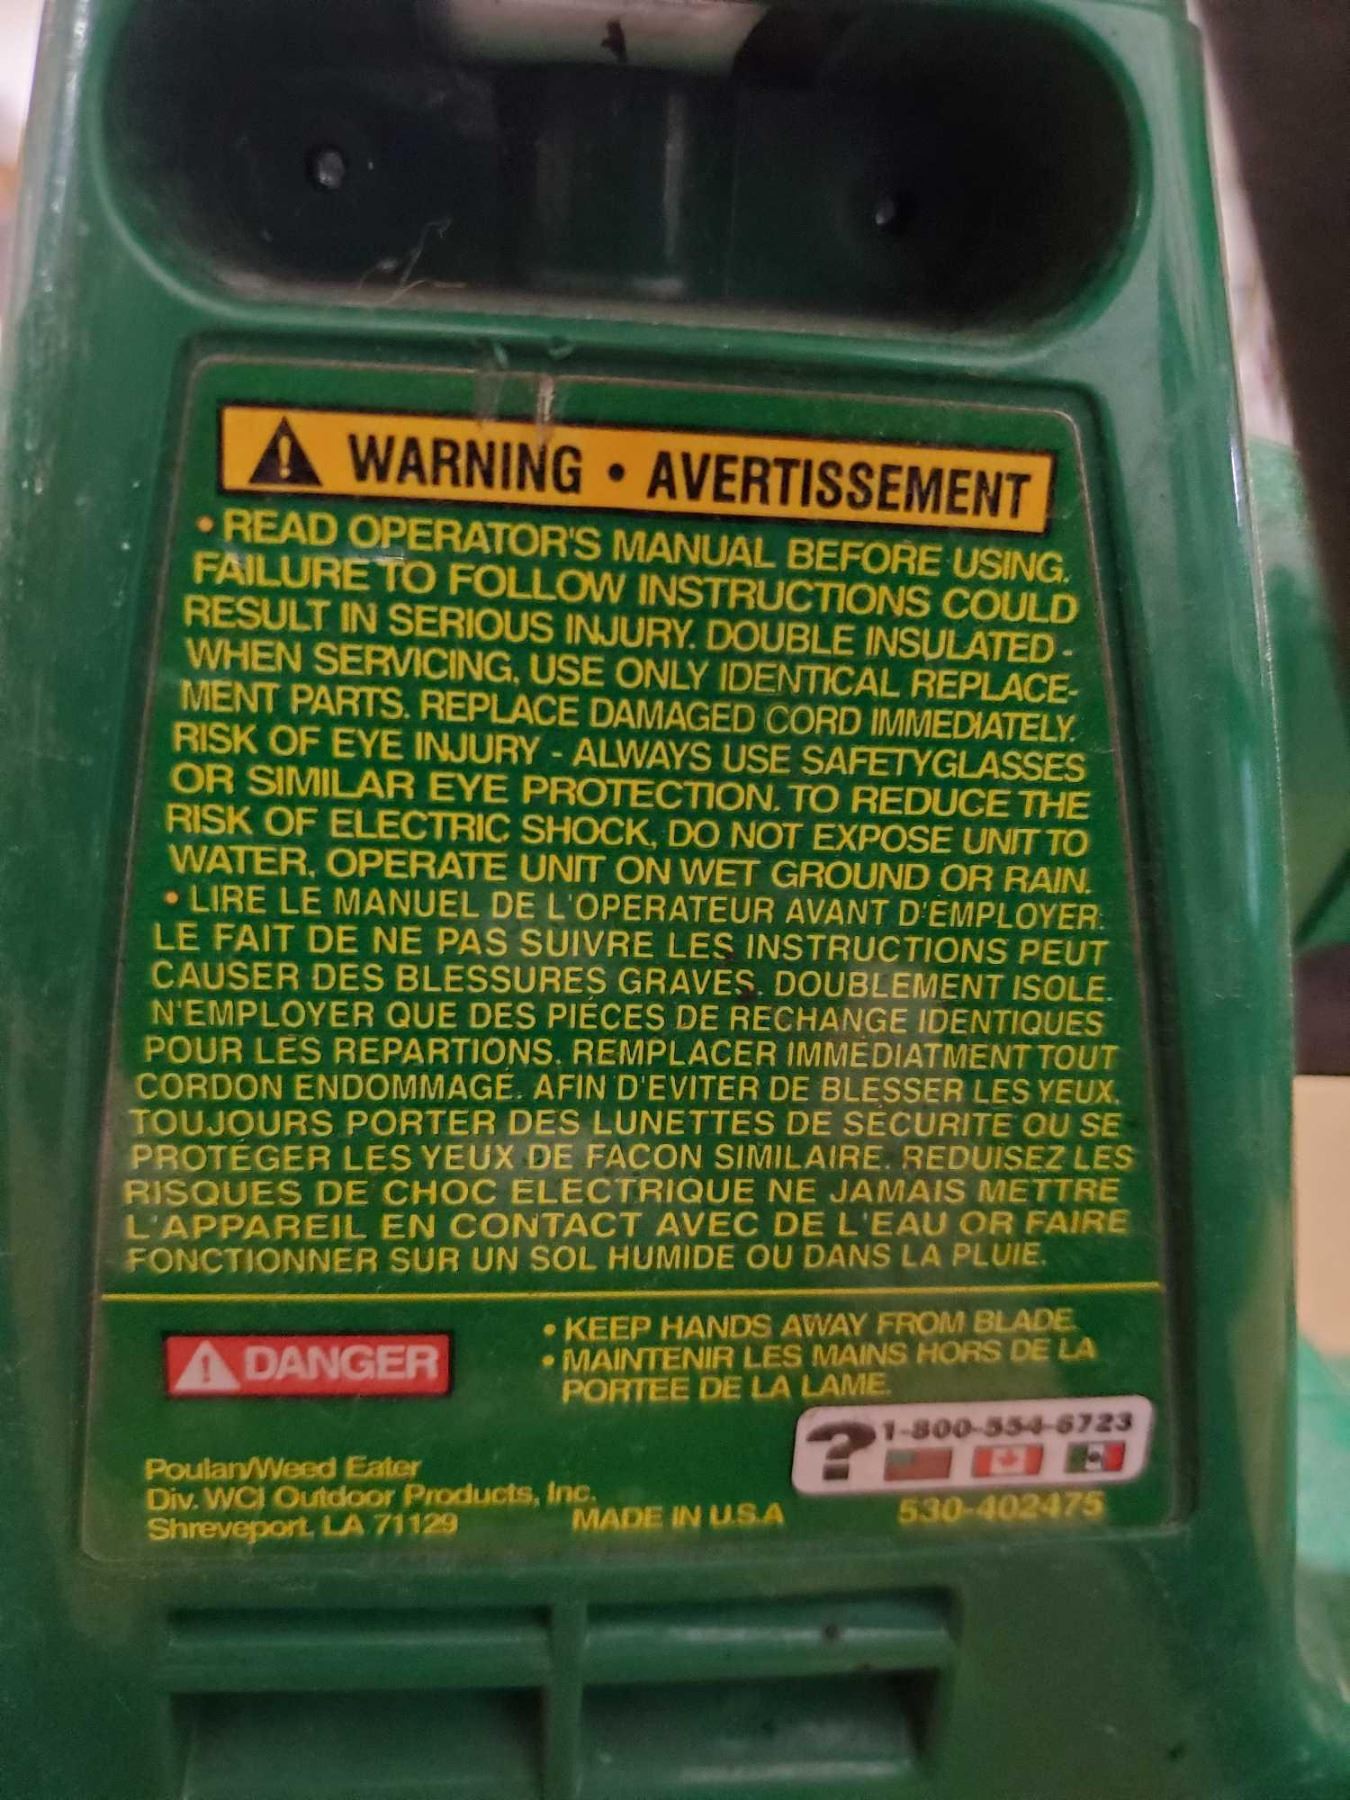 WARNING • AVERTISSEMENT
• READ OPERATOR'S MANUAL BEFORE USING.
FAILURE TO FOLLOW INSTRUCTIONS COULD
RESULT IN SERIOUS INJURY. DOUBLE INSULATED -
WHEN SERVICING, USE ONLY IDENTICAL REPLACE-
MENT PARTS. REPLACE DAMAGED CORD IMMEDIATELY.
RISK OF EYE INJURY - ALWAYS USE SAFETYGLASSES
OR SIMILAR EYE PROTECTION. TO REDUCE THE
RISK OF ELECTRIC SHOCK, DO NOT EXPOSE UNIT TO
WATER, OPERATE UNIT ON WET GROUND OR RAIN.
• LIRE LE MANUEL DE L'OPERATEUR AVANT D'EMPLOYER.
LE FAIT DE NE PAS SUIVRE LES INSTRUCTIONS PEUT
CAUSER DES BLESSURES GRAVES. DOUBLEMENT ISOLE.
N'EMPLOYER QUE DES PIÉCES DE RECHANGE IDENTIQUES
POUR LES REPARTIONS. REMPLACER IMMÉDIATMENT TOUT
CORDON ENDOMMAGÉ. AFIN D'EVITER DE BLESSER LES YEUX,
TOUJOURS PORTER DES LUNETTES DE SÉCURITE OU SE
PROTEGER LES YEUX DE FACON SIMILAIRE. REDUISEZ LES
RISQUES DE CHOC ELECTRIQUE NE JAMAIS METTRE
L'APPAREIL EN CONTACT AVEC DE L'EAU OR FAIRE
FONCTIONNER SUR UN SOL HUMIDE OU DANS LA PLUIE.
DANGER
• KEEP HANDS AWAY FROM BLADE.
• MAINTENIR LES MAINS HORS DE LA
PORTEE DE LA LAME.
? 1-800-554-6723
Poulan/Weed Eater
Div. WCI Outdoor Products, Inc.
Shreveport, LA 71129
MADE IN U.S.A
530-402475